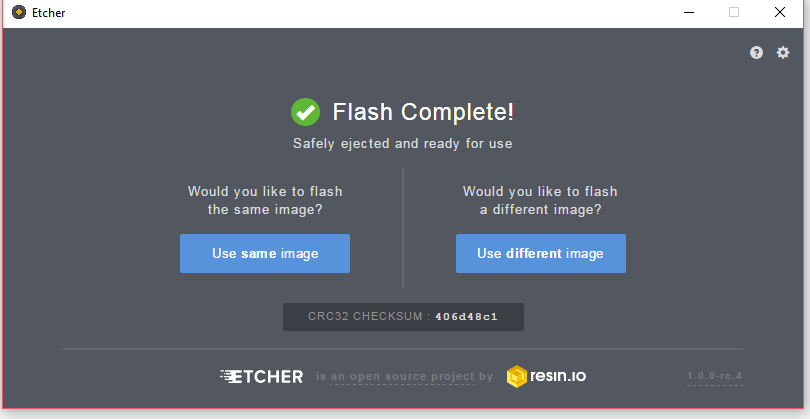 Etcher
Flash Complete!
Safely ejected and ready for use
Would you like to flash
the same image?
Use same image
Would you like to flash
a different image?
Use different image
CRC32 CHECKSUM : 406d48c1
ETCHER is an open source project by resin.io 1.0.0-rc.4